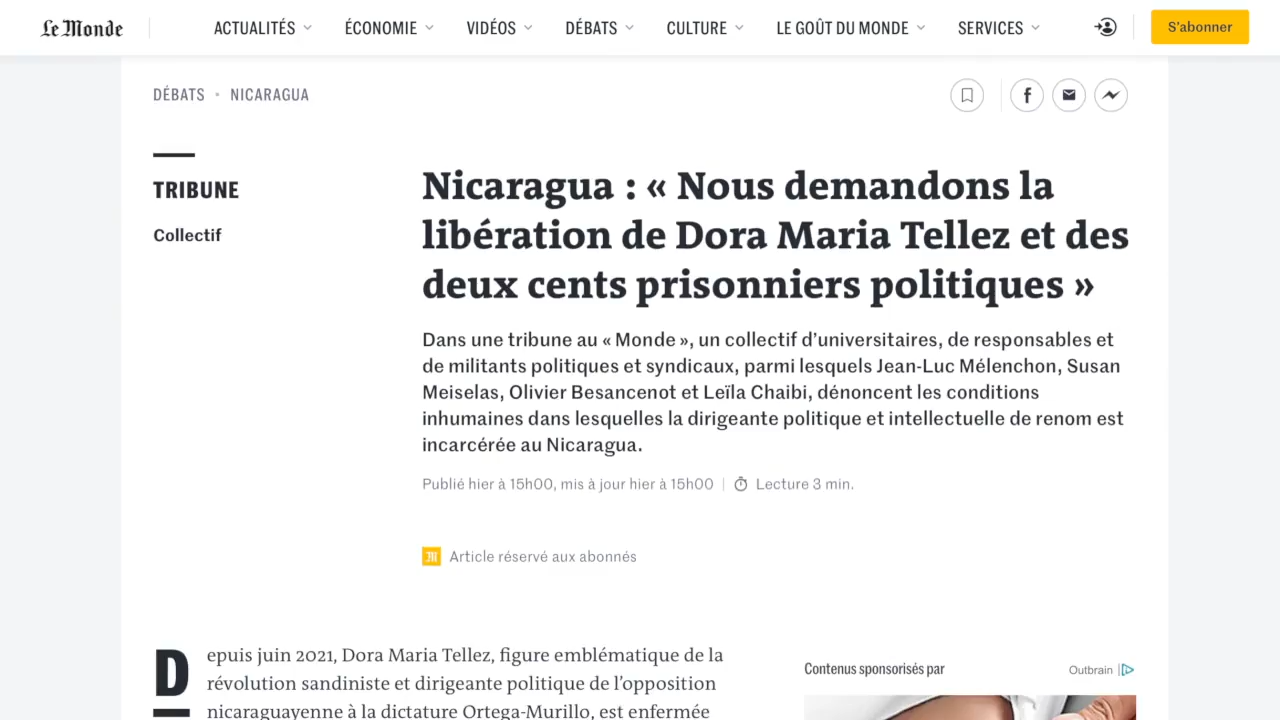 Le Monde
ACTUALITÉS
ÉCONOMIE
VIDÉOS
DÉBATS
CULTURE
LE GOÛT DU MONDE
SERVICES
S'abonner
DÉBATS • NICARAGUA
TRIBUNE
Collectif
Nicaragua : « Nous demandons la
libération de Dora Maria Tellez et des
deux cents prisonniers politiques »
Dans une tribune au « Monde », un collectif d’universitaires, de responsables et
de militants politiques et syndicaux, parmi lesquels Jean-Luc Mélenchon, Susan
Meiselas, Olivier Besancenot et Leïla Chaibi, dénoncent les conditions
inhumaines dans lesquelles la dirigeante politique et intellectuelle de renom est
incarcérée au Nicaragua.
Publié hier à 15h00, mis à jour hier à 15h00 | Lecture 3 min.
Article réservé aux abonnés
Depuis juin 2021, Dora Maria Tellez, figure emblématique de la
révolution sandiniste et dirigeante politique de l’opposition
nicaraguayenne à la dictature Ortega-Murillo, est enfermée
Contenus sponsorisés par
Outbrain